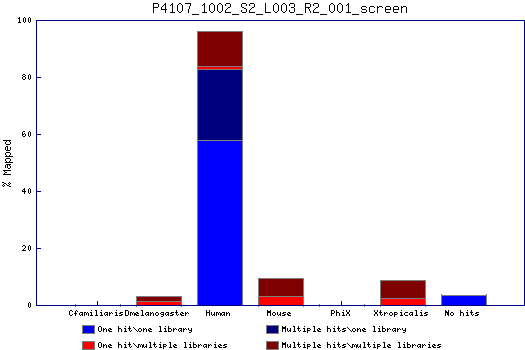 P4107_1002_S2_L003_R2_001_screen
100
80
60
40
20
0
% Mapped
Cfamiliaris Dmelanogaster Human Mouse PhiX Xtropicalis No hits
One hit\one library Multiple hits\one library
One hit\multiple libraries Multiple hits\multiple libraries